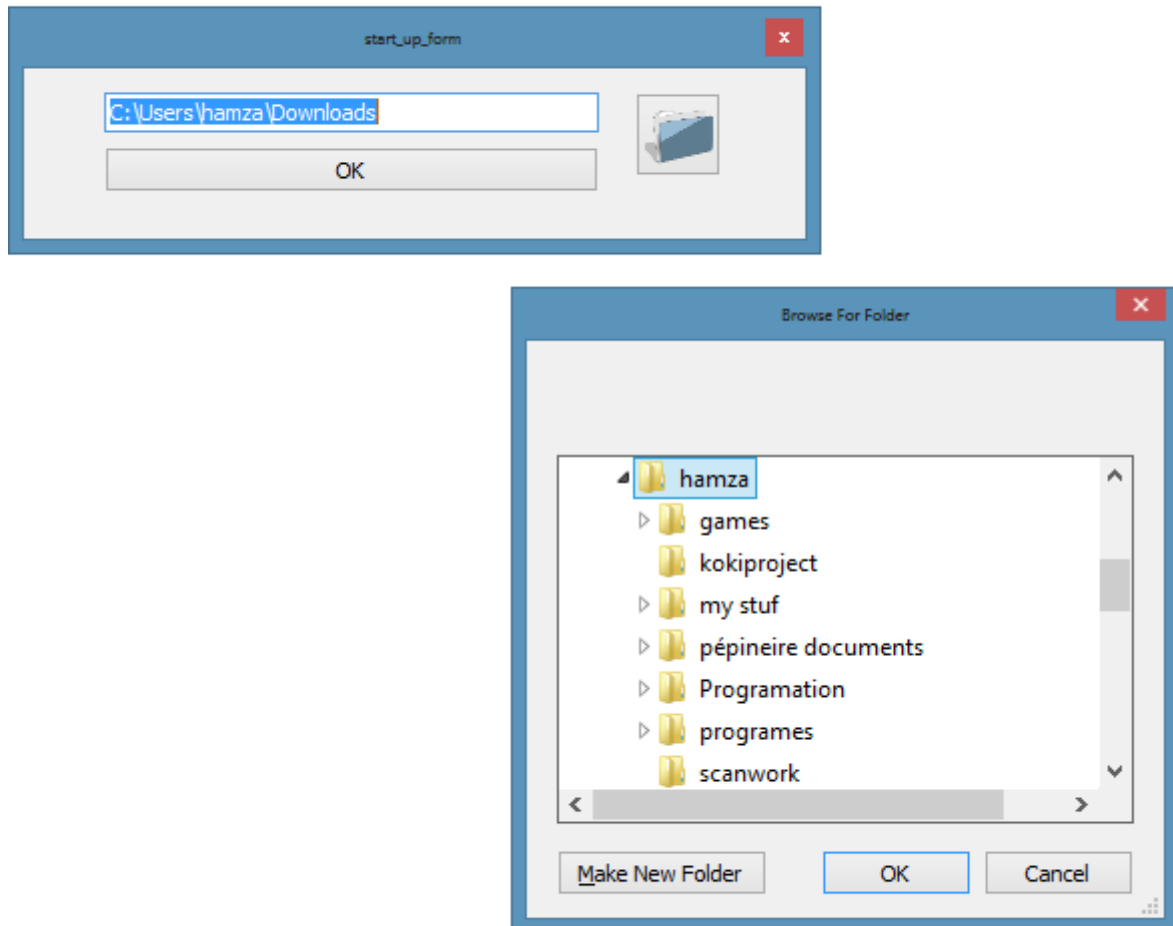 start_up_form
C:\Users\hamza\Downloads
OK
Browse For Folder
hamza
games
kokiproject
my stuf
pépineire documents
Programation
programes
scanwork
Make New Folder
OK
Cancel